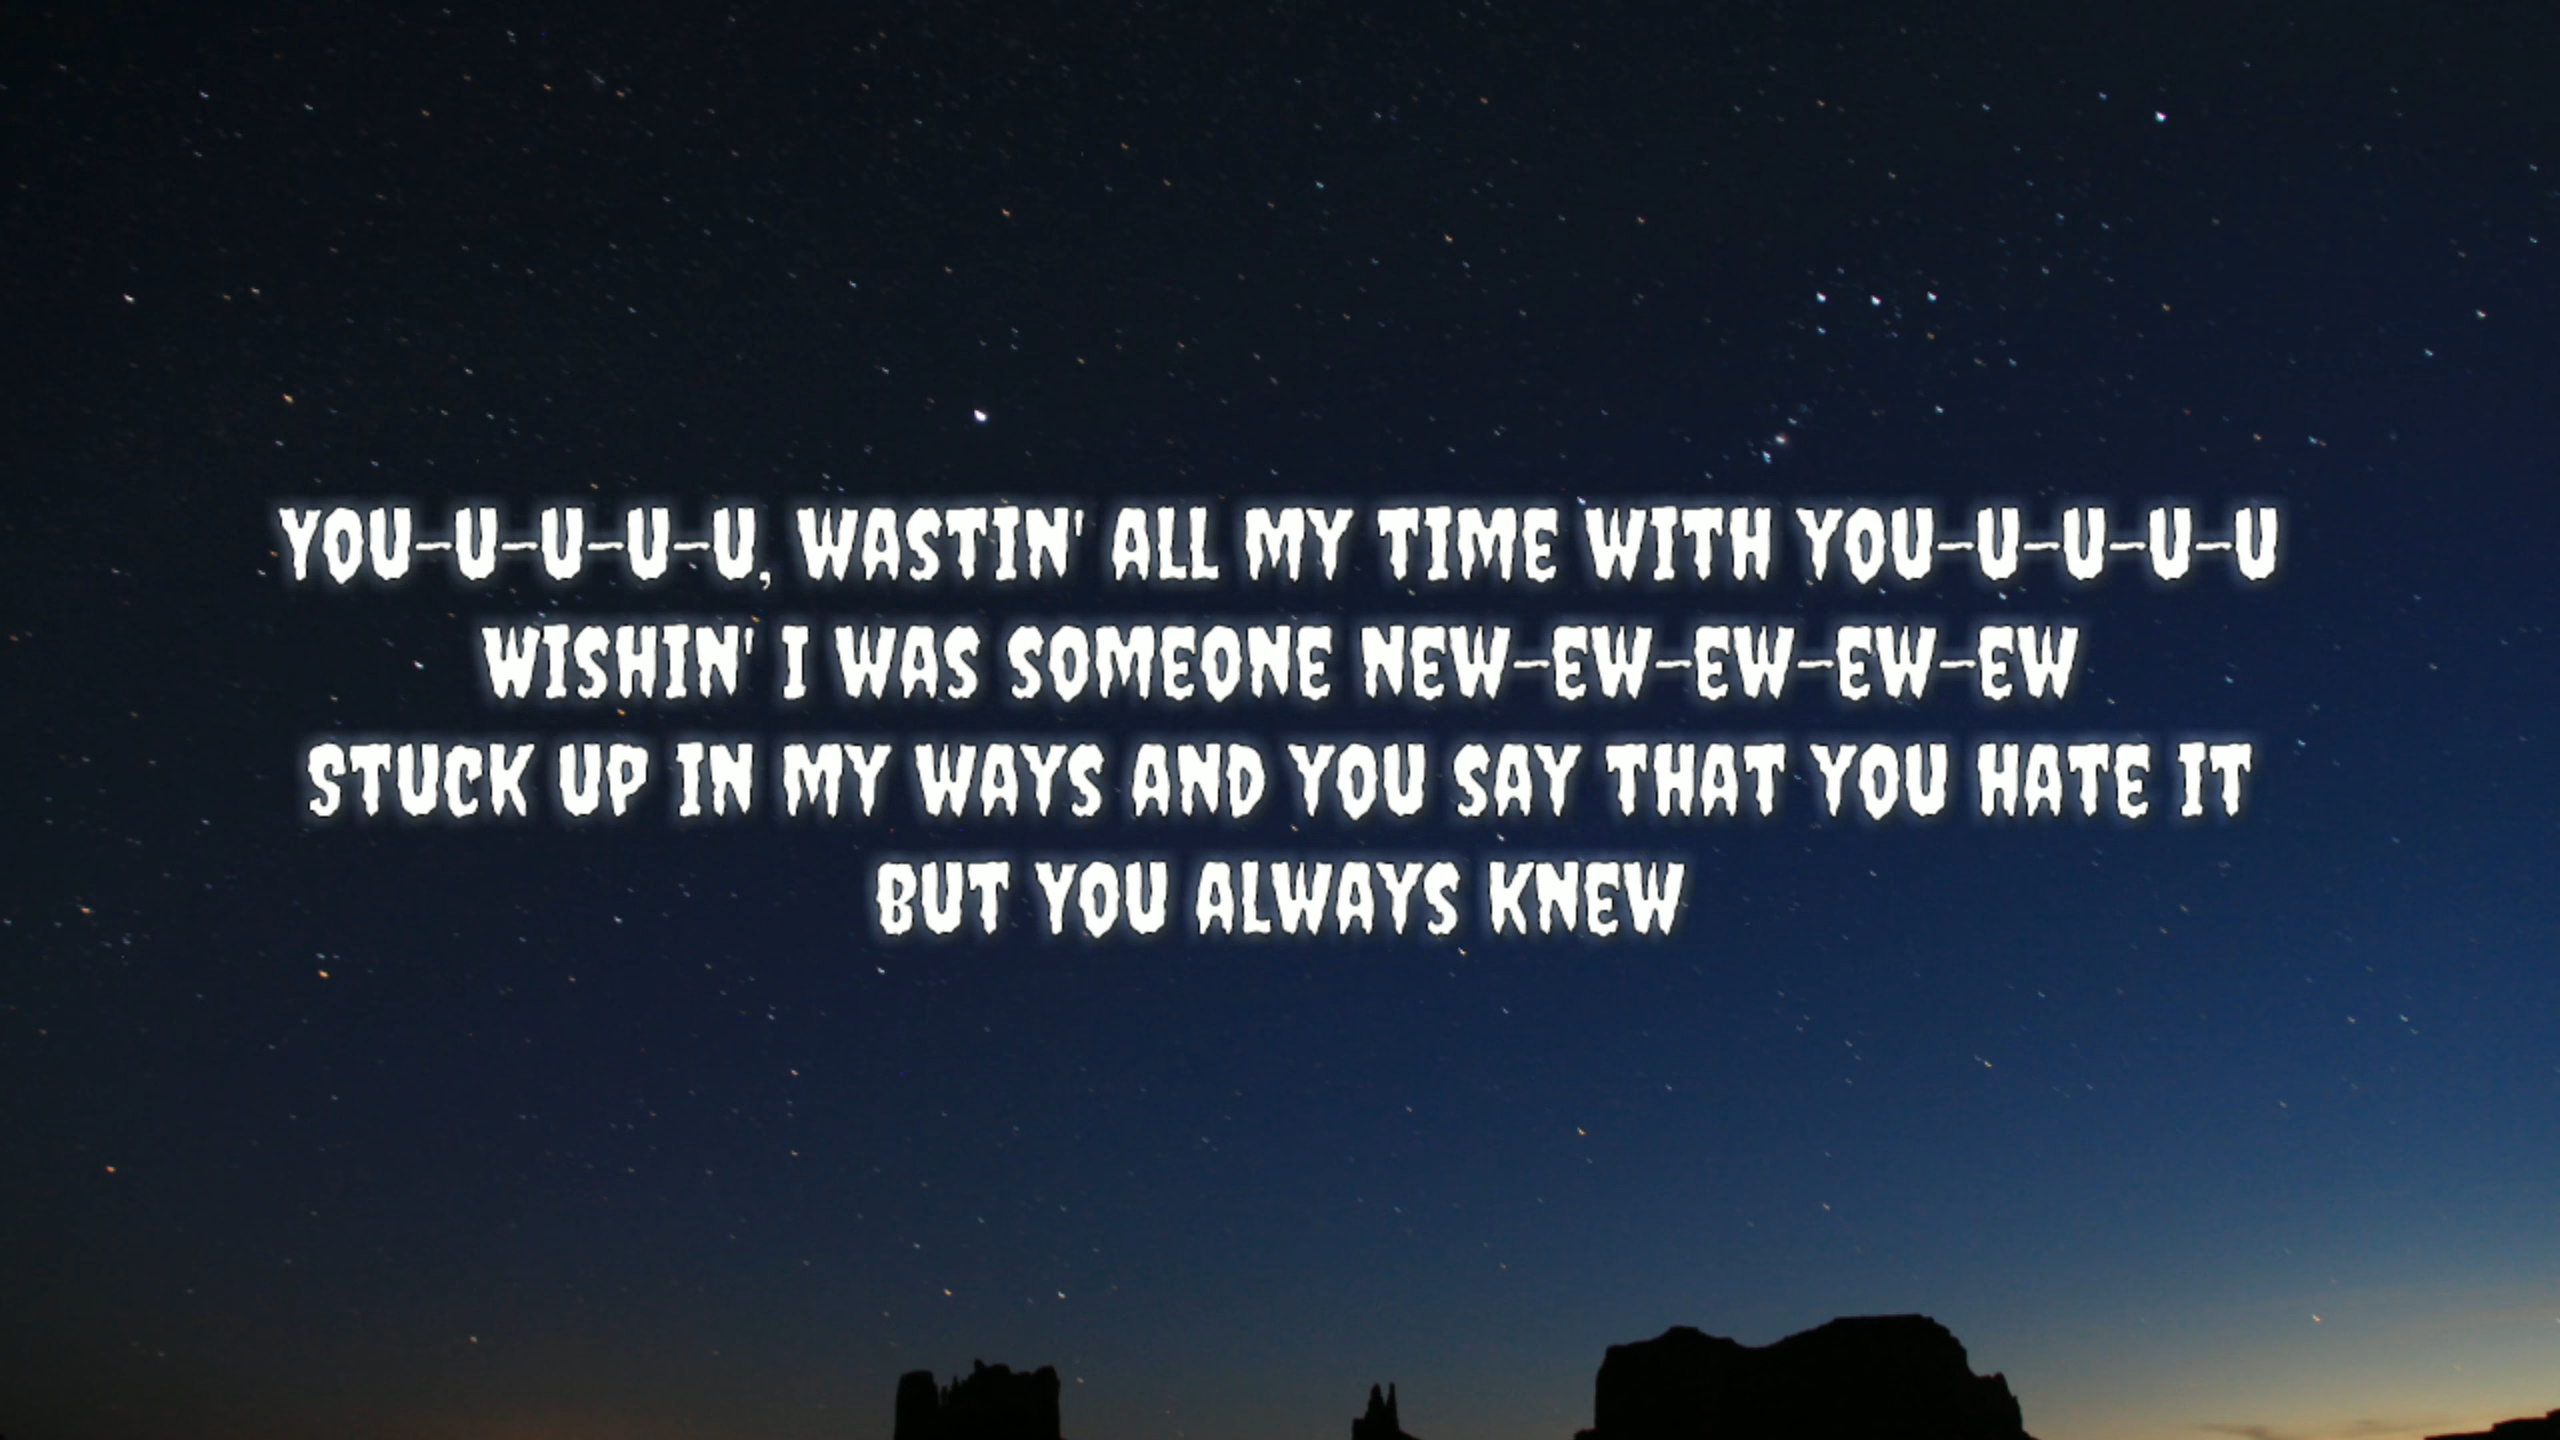 YOU-U-U-U-U, WASTIN' ALL MY TIME WITH YOU-U-U-U-U
WISHIN' I WAS SOMEONE NEW-EW-EW-EW-EW
STUCK UP IN MY WAYS AND YOU SAY THAT YOU HATE IT
BUT YOU ALWAYS KNEW